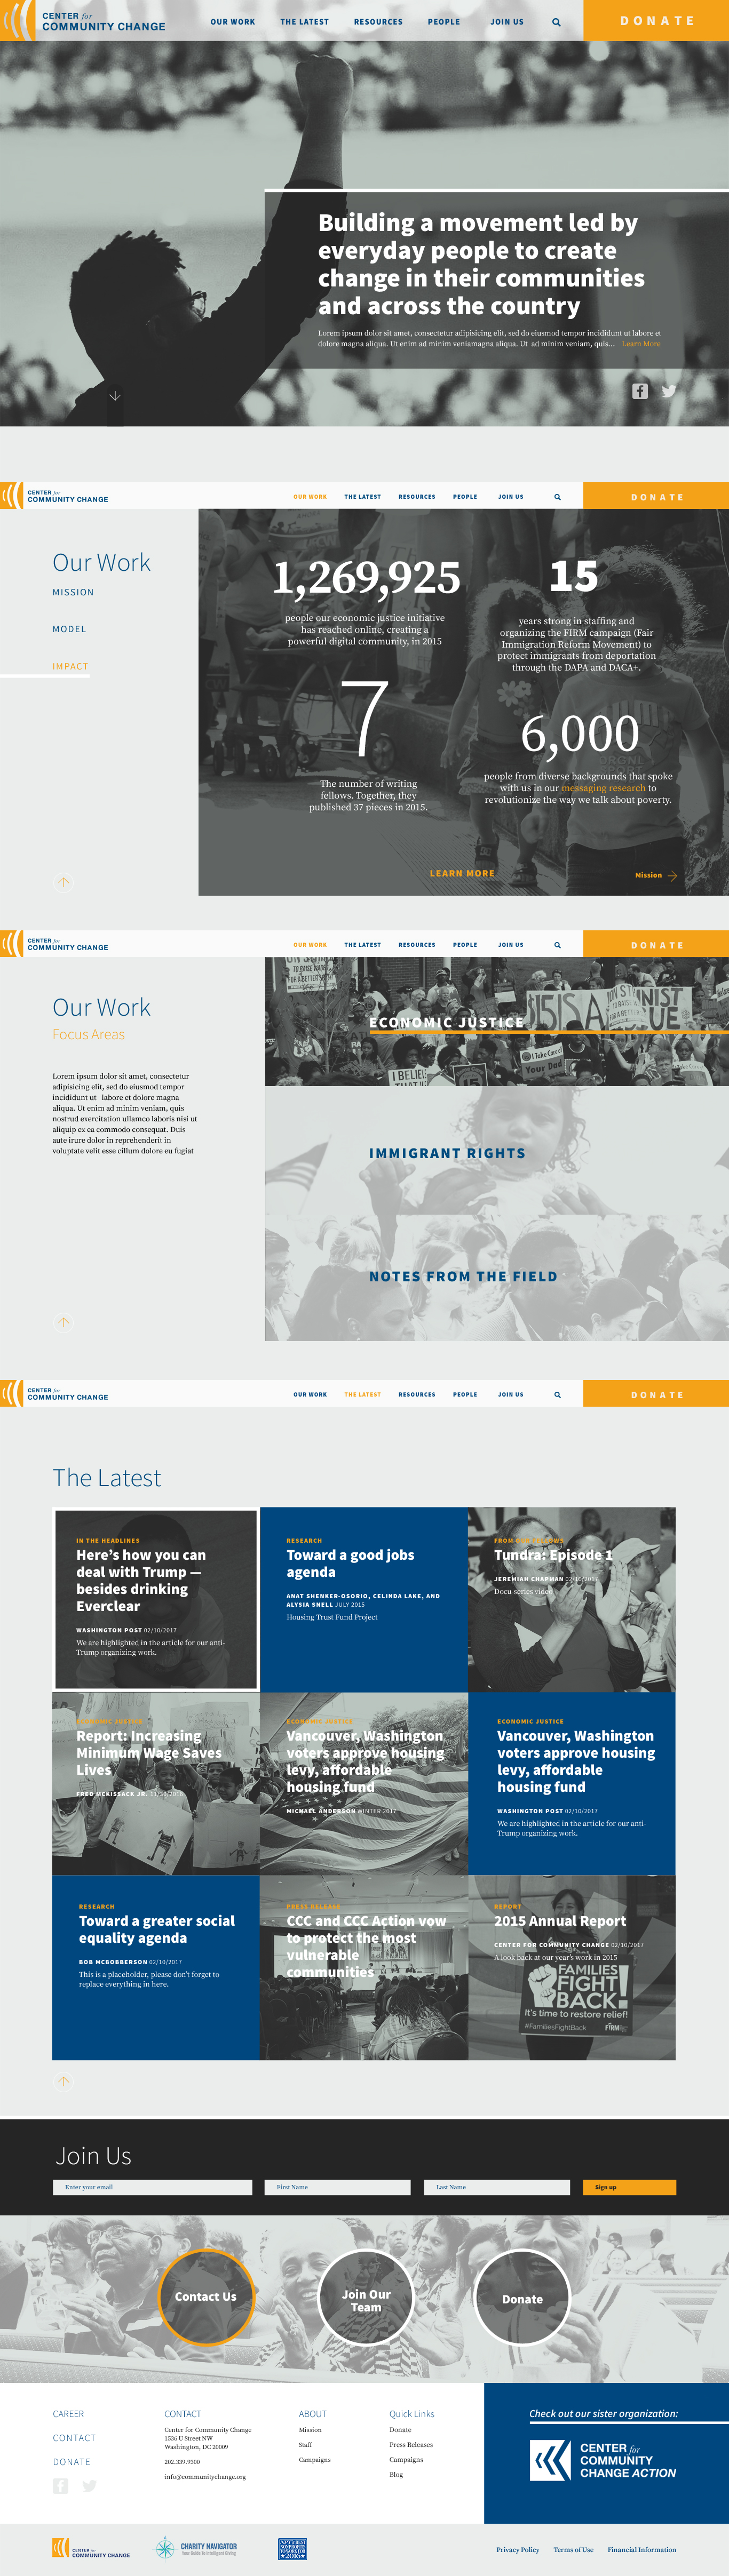 CENTER for
COMMUNITY CHANGE
OUR WORK
THE LATEST
RESOURCES
PEOPLE
JOIN US
DONATE
Building a movement led by
everyday people to create
change in their communities
and across the country
Lorem ipsum dolor sit amet, consectetur adipisicing elit, sed do eiusmod tempor incididunt ut labore et
dolore magna aliqua. Ut enim ad minim veniamagna aliqua. Ut ad minim veniam, quis... Learn More
CENTER for
COMMUNITY CHANGE
OUR WORK
THE LATEST
RESOURCES
PEOPLE
JOIN US
DONATE
Our Work
MISSION
MODEL
IMPACT
1,269,925
people our economic justice initiative
has reached online, creating a
powerful digital community, in 2015
15
years strong in staffing and
organizing the FIRM campaign (Fair
Immigration Reform Movement) to
protect immigrants from deportation
through the DAPA and DACA+.
7
The number of writing
fellows. Together, they
published 37 pieces in 2015.
6,000
people from diverse backgrounds that spoke
with us in our messaging research to
revolutionize the way we talk about poverty.
LEARN MORE
Mission
CENTER for
COMMUNITY CHANGE
OUR WORK
THE LATEST
RESOURCES
PEOPLE
JOIN US
DONATE
Our Work
Focus Areas
Lorem ipsum dolor sit amet, consectetur
adipisicing elit, sed do eiusmod tempor
incididunt ut labore et dolore magna
aliqua. Ut enim ad minim veniam, quis
nostrud exercitation ullamco laboris nisi ut
aliquip ex ea commodo consequat. Duis
aute irure dolor in reprehenderit in
voluptate velit esse cillum dolore eu fugiat
ECONOMIC JUSTICE
I Take Care of
Your Dad
I BELIEVE
IMMIGRANT RIGHTS
NOTES FROM THE FIELD
CENTER for
COMMUNITY CHANGE
OUR WORK
THE LATEST
RESOURCES
PEOPLE
JOIN US
DONATE
The Latest
IN THE HEADLINES
Here's how you can
deal with Trump —
besides drinking
Everclear
WASHINGTON POST 02/10/2017
We are highlighted in the article for our anti-
Trump organizing work.
RESEARCH
Toward a good jobs
agenda
ANAT SHENKER-OSORIO, CELINDA LAKE, AND
ALYSIA SNELL JULY 2015
Housing Trust Fund Project
Tundra: Episode 1
JEREMIAH CHAPMAN 02/10/2017
Docu-series video
ECONOMIC JUSTICE
Report: Increasing
Minimum Wage Saves
Lives
FRED MCKISSACK JR.
ECONOMIC JUSTICE
Vancouver, Washington
voters approve housing
levy, affordable
housing fund
MICHAEL ANDERSON WINTER 2017
ECONOMIC JUSTICE
Vancouver, Washington
voters approve housing
levy, affordable
housing fund
WASHINGTON POST 02/10/2017
We are highlighted in the article for our anti-
Trump organizing work.
RESEARCH
Toward a greater social
equality agenda
BOB MCBOBBERSON 02/10/2017
This is a placeholder, please don't forget to
replace everything in here.
PRESS RELEASE
CCC and CCC Action vow
to protect the most
vulnerable
communities
REPORT
2015 Annual Report
CENTER FOR COMMUNITY CHANGE 02/10/2017
A look back at our year's work in 2015
FAMILIES
FIGHT
BACK!
It's time to restore relief!
#FamiliesFightBack
FIRM
Join Us
Enter your email
First Name
Last Name
Sign up
Contact Us
Join Our
Team
Donate
CAREER
CONTACT
DONATE
CONTACT
Center for Community Change
1536 U Street NW
Washington, DC 20009
202.339.9300
info@communitychange.org
ABOUT
Mission
Staff
Campaigns
Quick Links
Donate
Press Releases
Campaigns
Blog
Check out our sister organization:
CENTER for
COMMUNITY
CHANGE ACTION
CENTER for
COMMUNITY CHANGE
CHARITY NAVIGATOR
Your Guide To Intelligent Giving
NPT's BEST
NONPROFITS
TO WORK FOR
2016
Privacy Policy
Terms of Use
Financial Information